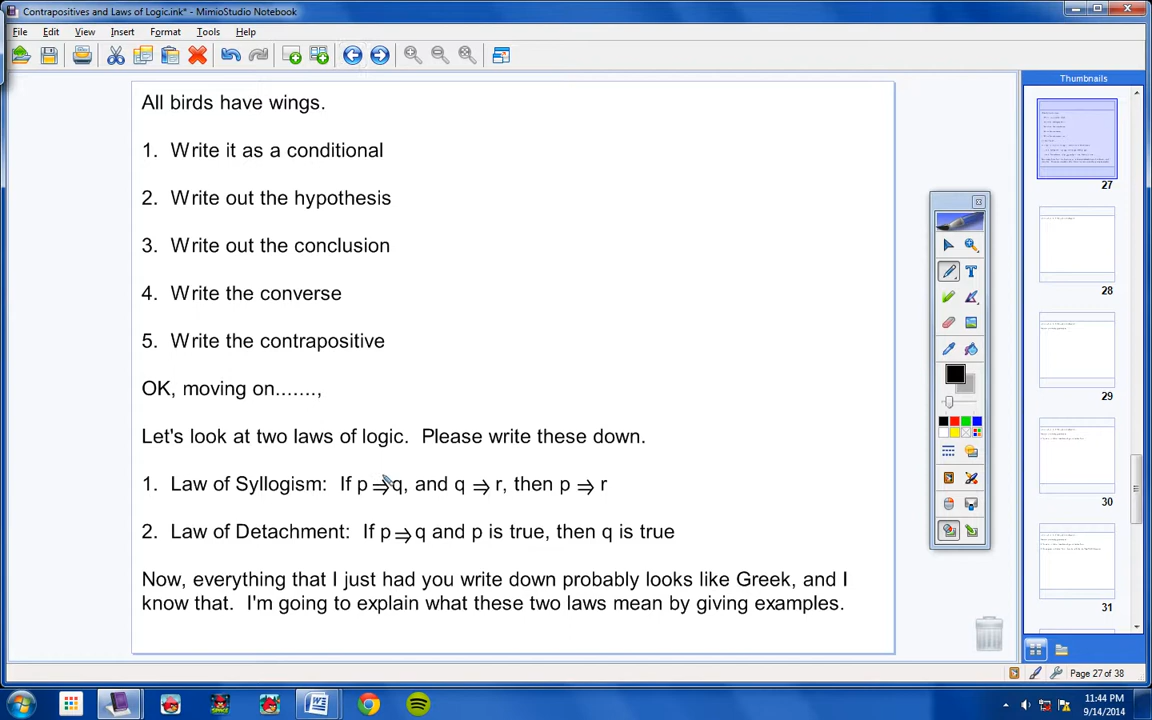 Contrapositives and Laws of Logic.ink* - MimioStudio Notebook
File Edit View Insert Format Tools Help
All birds have wings.
1. Write it as a conditional
2. Write out the hypothesis
3. Write out the conclusion
4. Write the converse
5. Write the contrapositive
OK, moving on.......,
Let's look at two laws of logic. Please write these down.
1. Law of Syllogism: If p ⇒ q, and q ⇒ r, then p ⇒ r
2. Law of Detachment: If p ⇒ q and p is true, then q is true
Now, everything that I just had you write down probably looks like Greek, and I
know that. I'm going to explain what these two laws mean by giving examples.
Thumbnails
27
28
29
30
31
Page 27 of 38
11:44 PM
9/14/2014